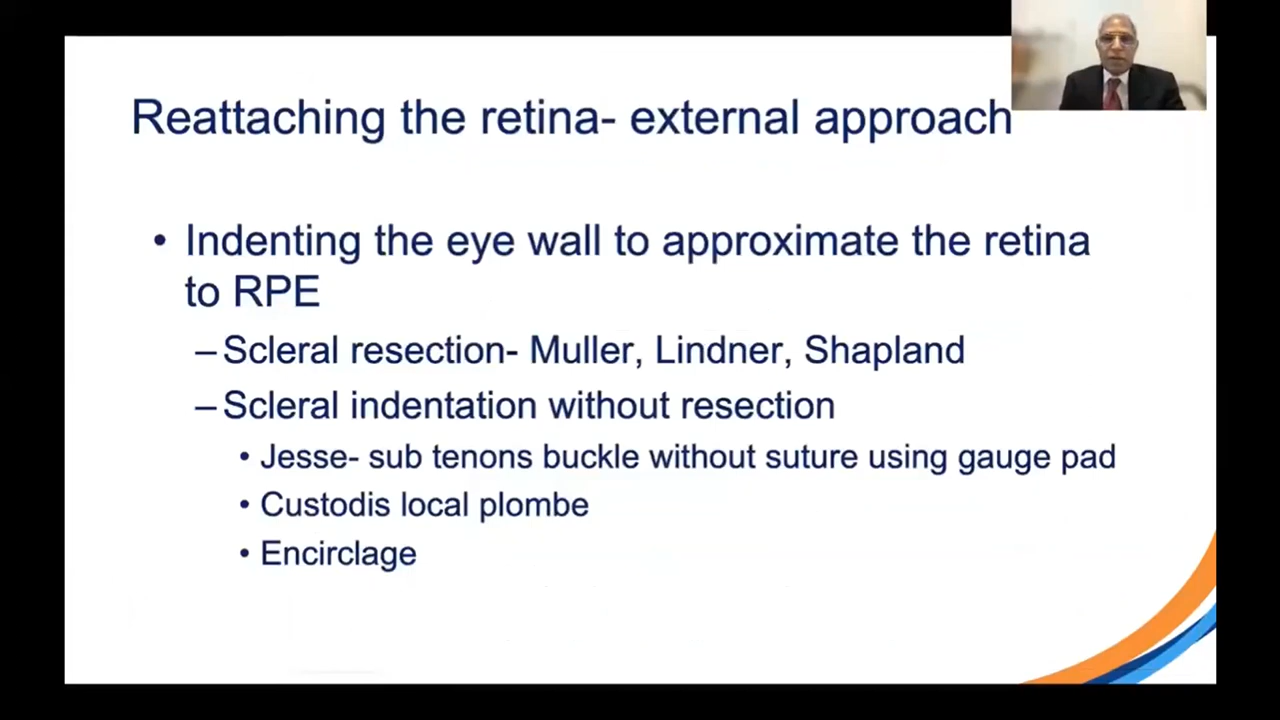 Reattaching the retina- external approach
• Indenting the eye wall to approximate the retina
to RPE
– Scleral resection- Muller, Lindner, Shapland
– Scleral indentation without resection
• Jesse- sub tenons buckle without suture using gauge pad
• Custodis local plombe
• Encirclage